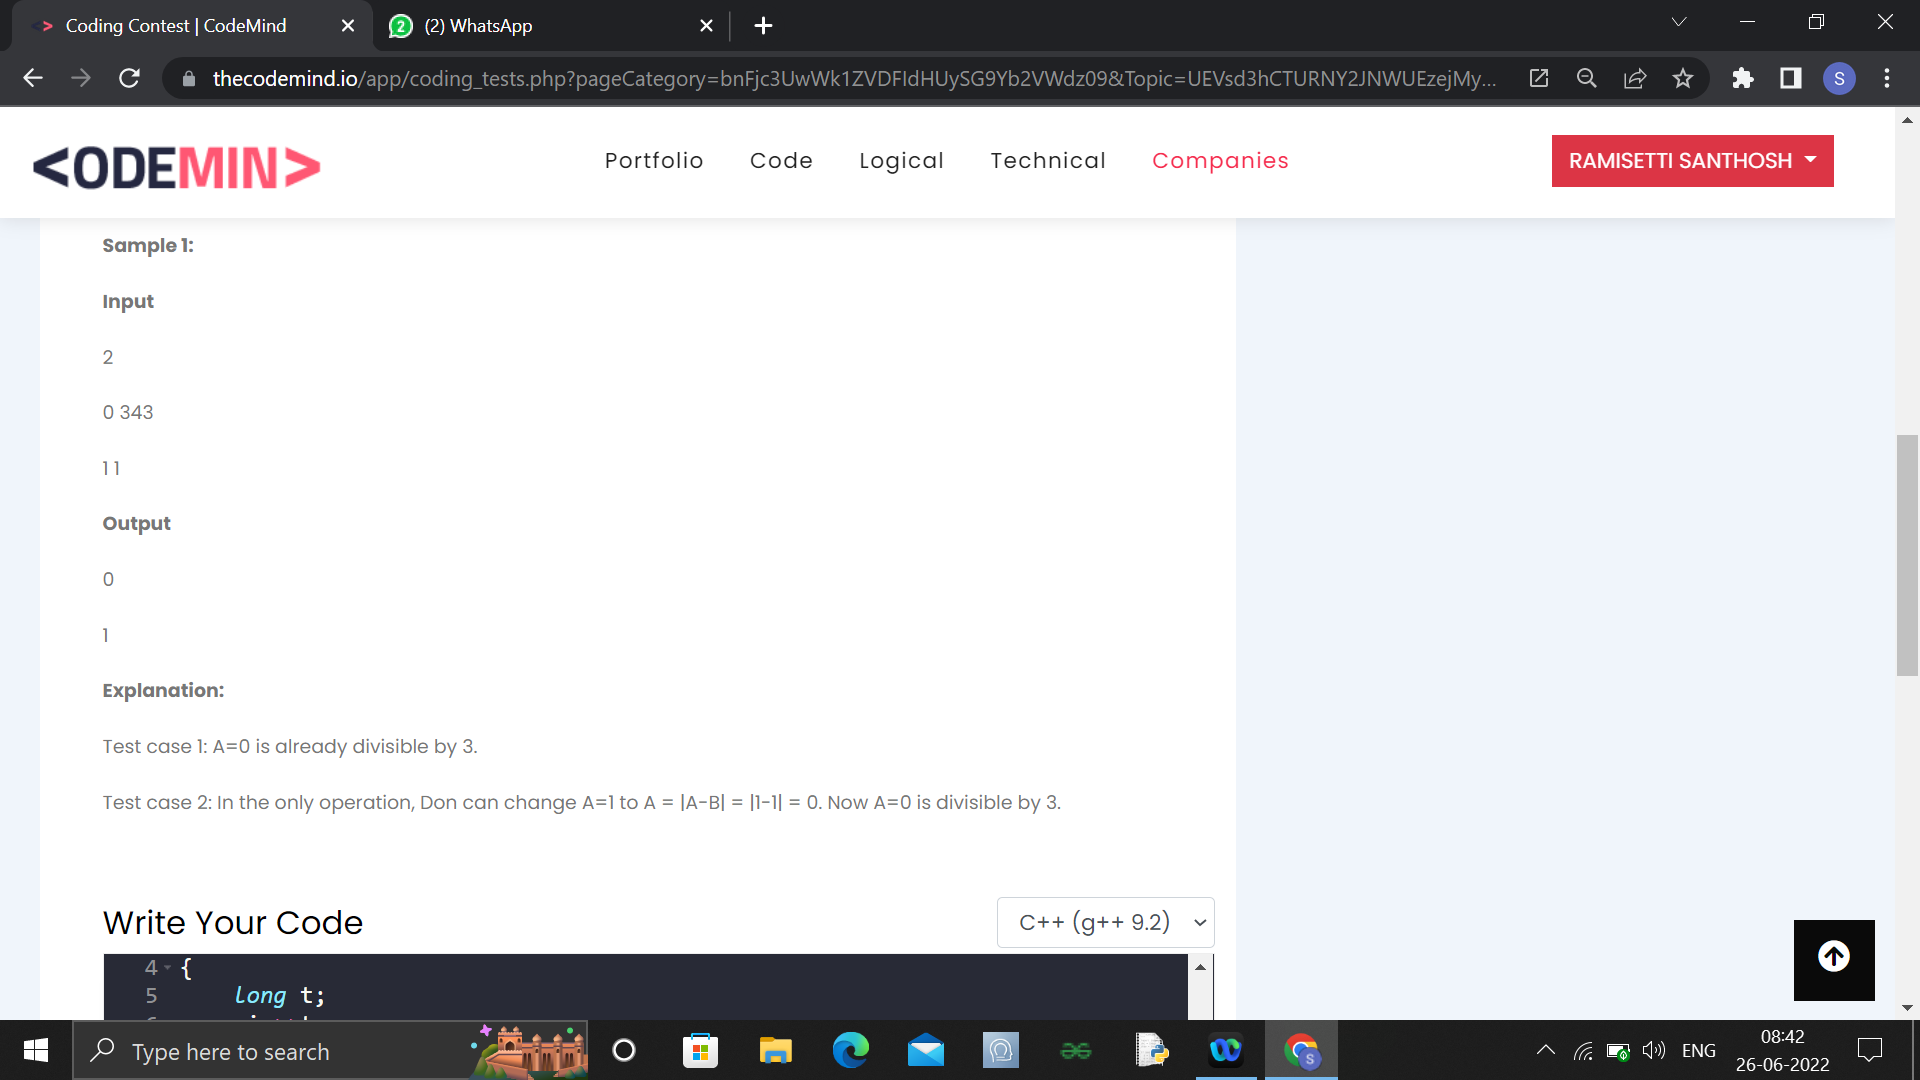 Coding Contest | CodeMind
(2) WhatsApp
thecodemind.io/app/coding_tests.php?pageCategory=bnFjc3UwWk1ZVDFIdHUySG9Yb2VWdz09&Topic=UEVsd3hCTURNY2JNWUEzejMy...
S
<ODEMIN>
Portfolio
Code
Logical
Technical
Companies
RAMISETTI SANTHOSH
Sample 1:
Input
2
0 343
1 1
Output
0
1
Explanation:
Test case 1: A=0 is already divisible by 3.
Test case 2: In the only operation, Don can change A=1 to A = |A-B| = |1-1| = 0. Now A=0 is divisible by 3.
Write Your Code
C++ (g++ 9.2)
4 {
5 long t;
Type here to search
ENG
08:42
26-06-2022